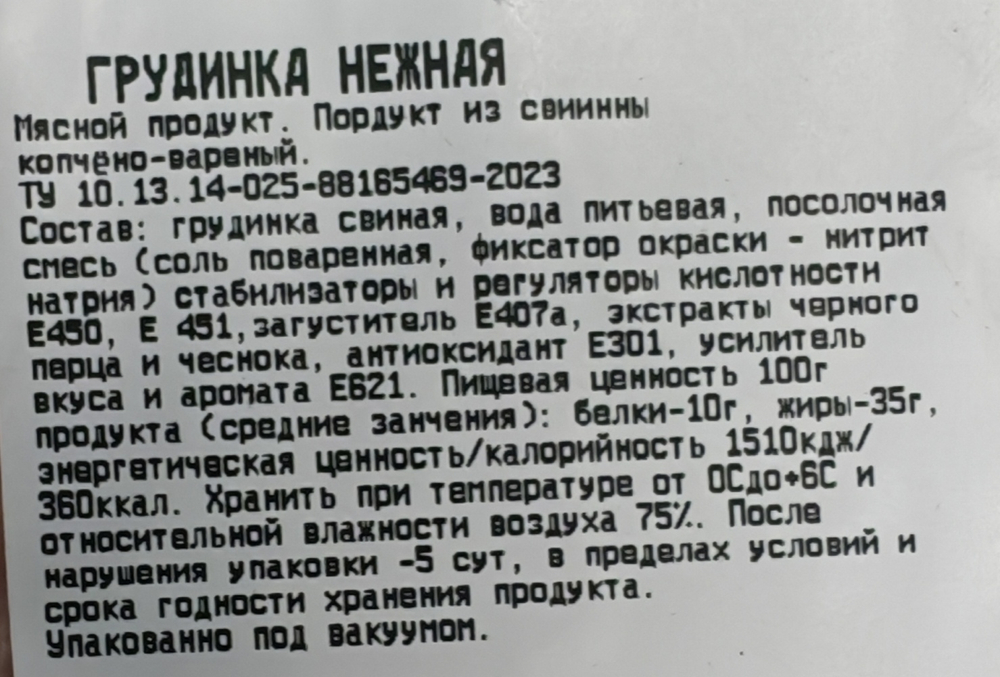 ГРУДИНКА НЕЖНАЯ
Мясной продукт. Пордукт из свиинны
копчёно-вареный.
ТУ 10.13.14-025-88165469-2023
Состав: грудинка свиная, вода питьевая, посолочная
смесь (соль поваренная, фиксатор окраски - нитрит
натрия) стабилизаторы и регуляторы кислотности
Е450, Е 451,загуститель Е407а, экстракты черного
перца и чеснока, антиоксидант Е301, усилитель
вкуса и аромата Е621. Пищевая ценность 100г
продукта (средние занчения): белки-10г, жиры-35г,
энергетическая ценность/калорийность 1510кдж/
360ккал. Хранить при температуре от 0Сдо+6С и
относительной влажности воздуха 75%. После
нарушения упаковки -5 сут, в пределах условий и
срока годности хранения продукта.
Упакованно под вакуумом.